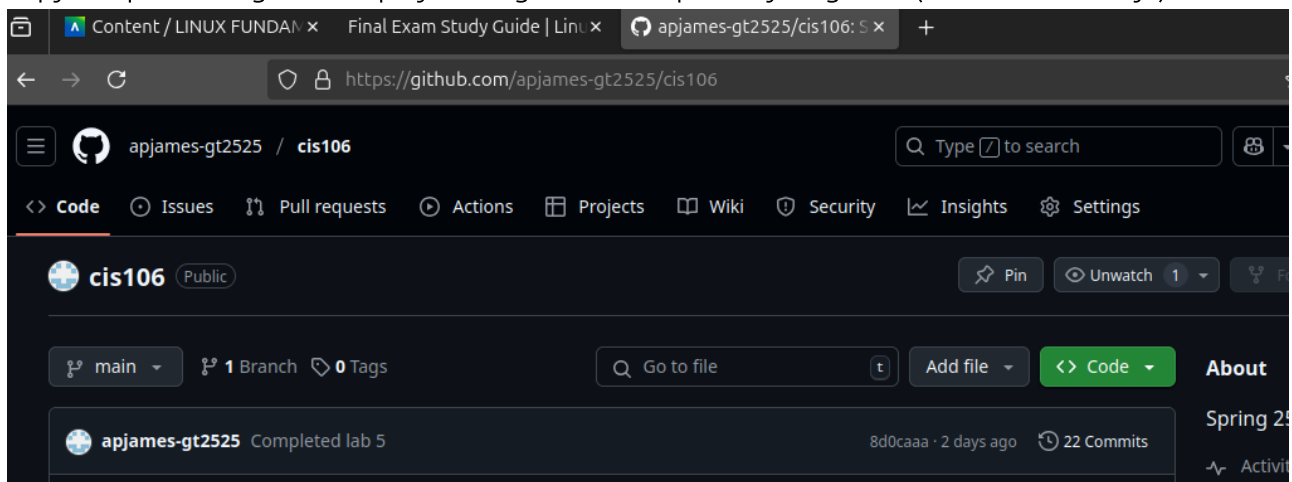 Content / LINUX FUNDAM Final Exam Study Guide | Linu apjames-gt2525/cis106: S
https://github.com/apjames-gt2525/cis106
apjames-gt2525 / cis106 Type / to search
Code Issues Pull requests Actions Projects Wiki Security Insights Settings
cis106 Public Pin Unwatch 1 Fo
main 1 Branch 0 Tags Go to file t Add file Code About
Spring 25
apjames-gt2525 Completed lab 5 8d0caaa · 2 days ago 22 Commits
Activit